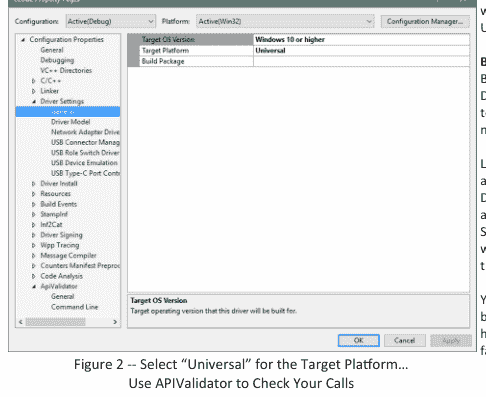 Configuration: Active(Debug) Platform: Active(Win32) Configuration Manager...
Configuration Properties
General
Debugging
VC++ Directories
C/C++
Linker
Driver Settings
Driver Model
Network Adapter Drive
USB Connector Manag
USB Role Switch Driver
USB Device Emulation
USB Type-C Port Contr
Driver Install
Resources
Build Events
StampInf
Inf2Cat
Driver Signing
Wpp Tracing
Message Compiler
Counters Manifest Preproc
Code Analysis
ApiValidator
General
Command Line
Target OS Version Windows 10 or higher
Target Platform Universal
Build Package
Target OS Version
Target operating version that this driver will be built for.
OK Cancel Apply
Figure 2 -- Select “Universal” for the Target Platform...
Use APIValidator to Check Your Calls